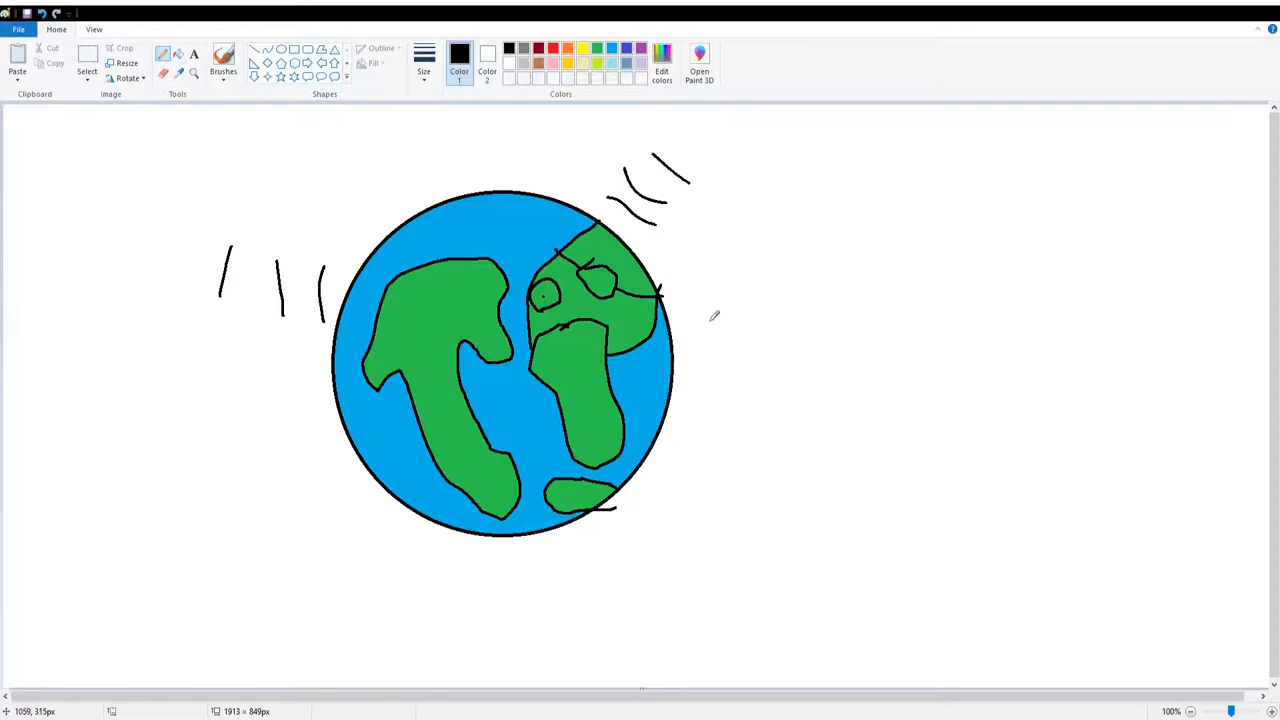 File Home View
Cut Crop Outline
Paste Copy Select Resize Brushes Fill Size Color 1 Color 2 Edit colors Open Paint 3D
Rotate
Clipboard Image Tools Shapes Colors
A
1059, 315px 1913 × 849px 100%